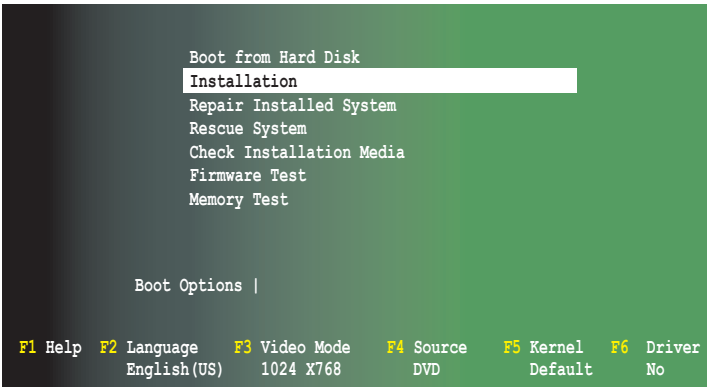 Boot from Hard Disk
Installation
Repair Installed System
Rescue System
Check Installation Media
Firmware Test
Memory Test
Boot Options |
F1 Help F2 Language F3 Video Mode F4 Source F5 Kernel F6 Driver
English(US) 1024 X768 DVD Default No